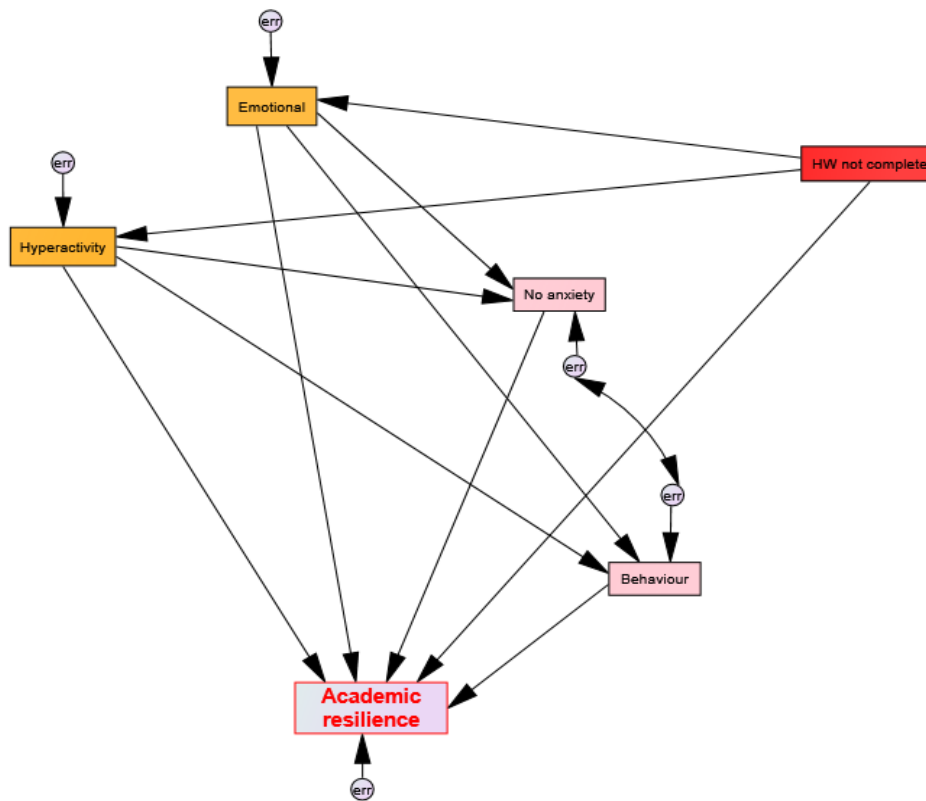 err
Emotional
HW not complete
err
Hyperactivity
No anxiety
err
err
Behaviour
Academic
resilience
err